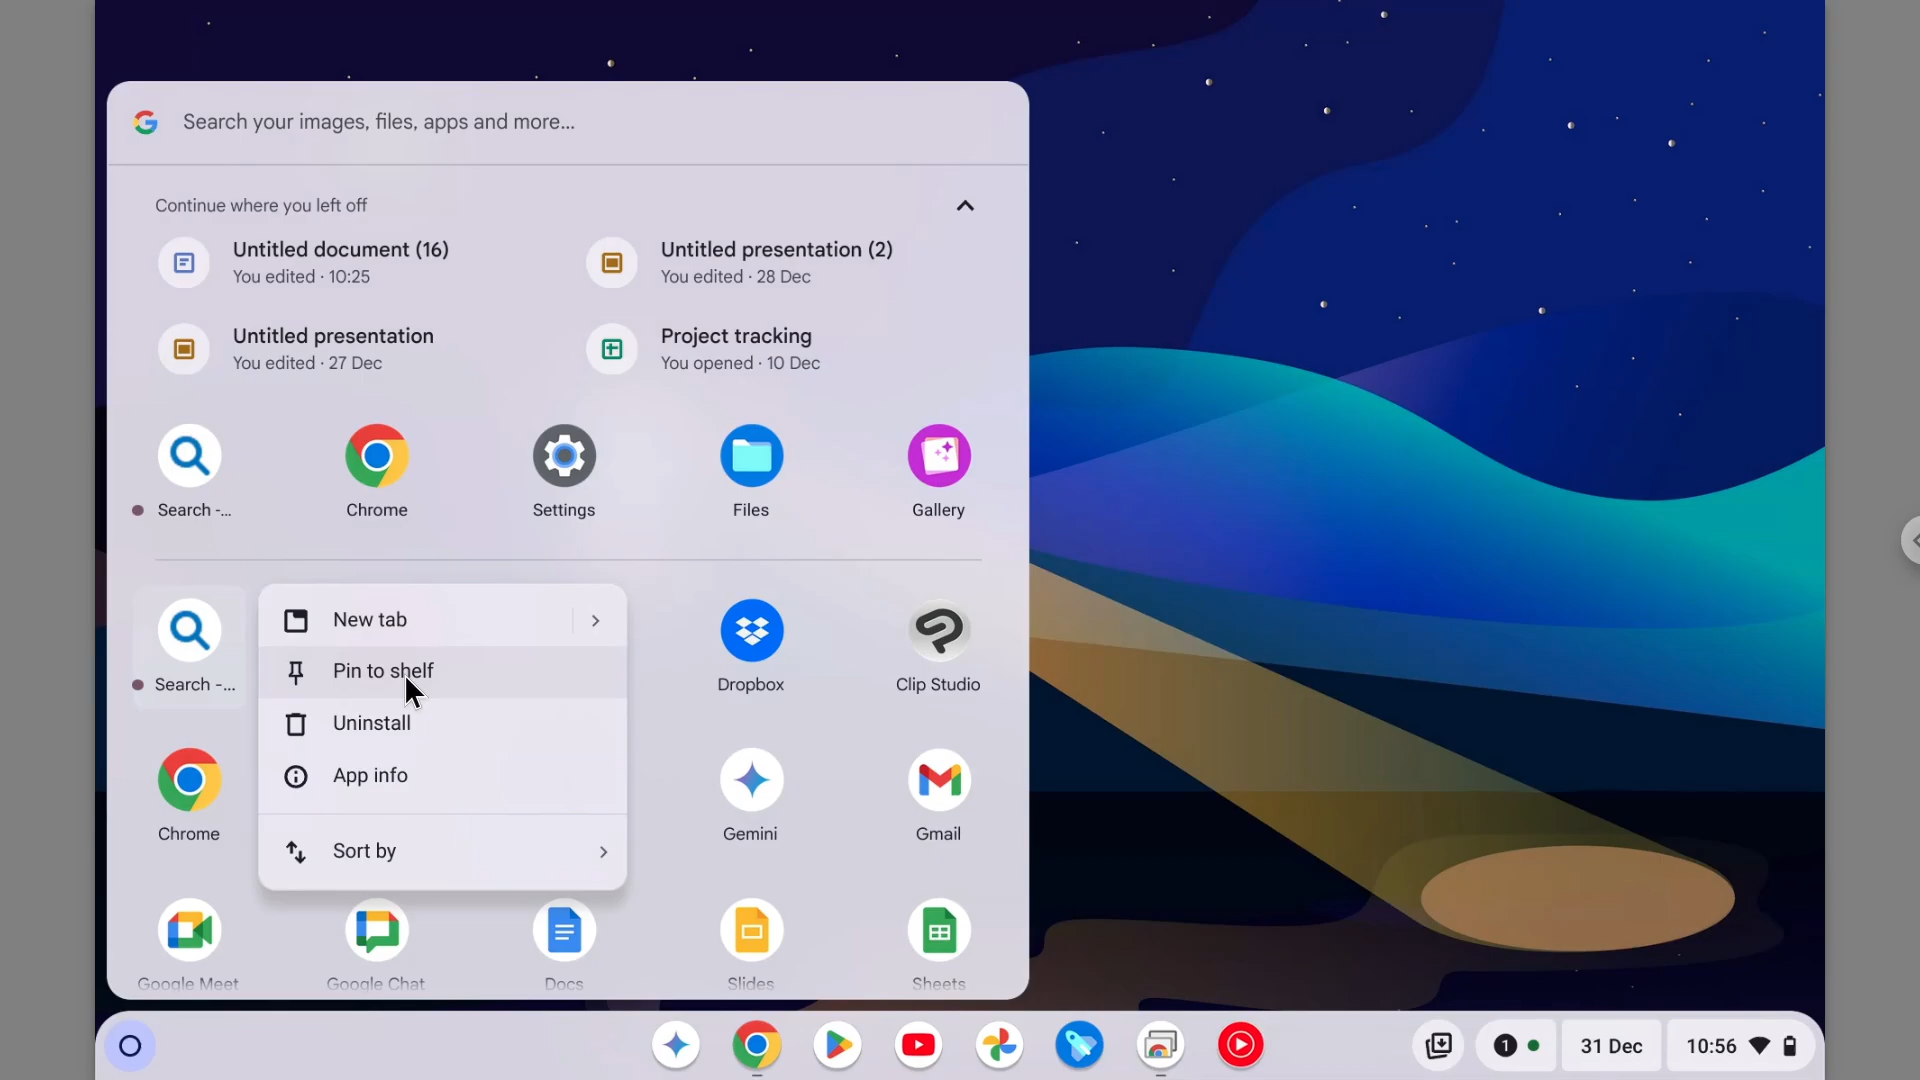 Search your images, files, apps and more...
Continue where you left off
Untitled document (16)
You edited · 10:25
Untitled presentation (2)
You edited · 28 Dec
Untitled presentation
You edited · 27 Dec
Project tracking
You opened · 10 Dec
Search -...
Chrome
Settings
Files
Gallery
New tab
Pin to shelf
Uninstall
App info
Sort by
Search -...
Dropbox
Clip Studio
Chrome
Gemini
Gmail
Google Meet
Google Chat
Docs
Slides
Sheets
1
31 Dec
10:56